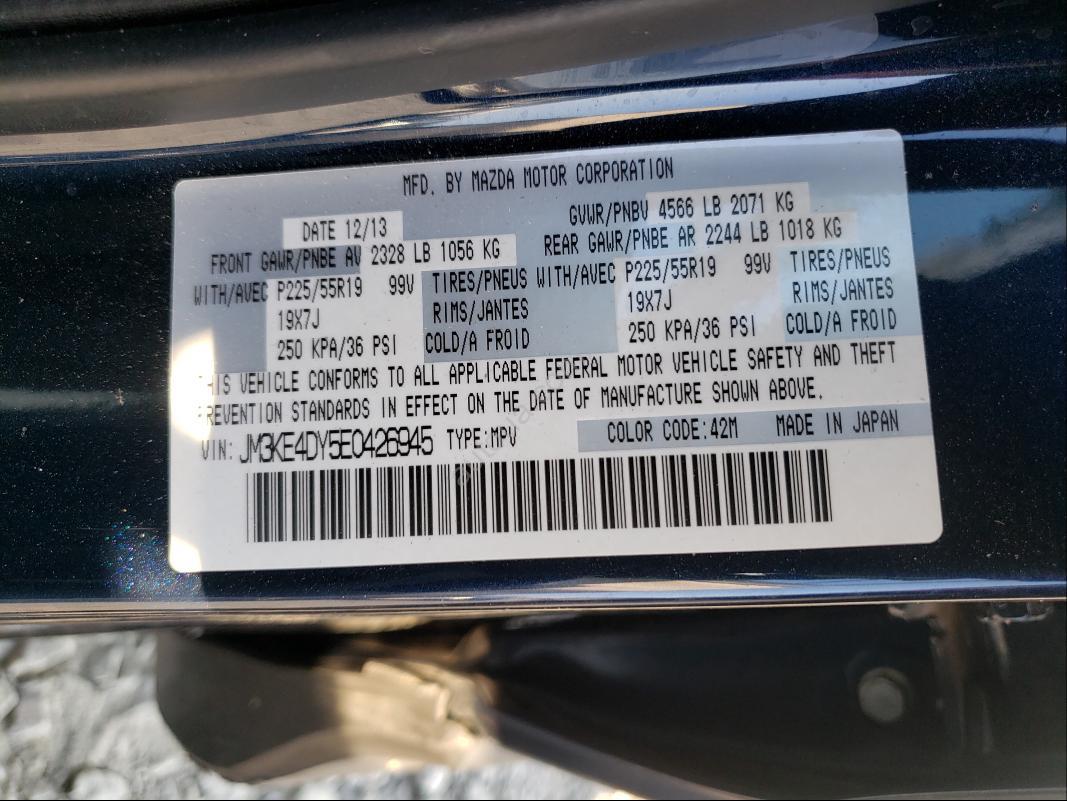 MFD. BY MAZDA MOTOR CORPORATION
DATE 12/13 GVWR/PNBV 4566 LB 2071 KG
FRONT GAWR/PNBE AV 2328 LB 1056 KG REAR GAWR/PNBE AR 2244 LB 1018 KG
WITH/AVEC P225/55R19 99V TIRES/PNEUS WITH/AVEC P225/55R19 99V TIRES/PNEUS
19X7J RIMS/JANTES 19X7J RIMS/JANTES
250 KPA/36 PSI COLD/A FROID 250 KPA/36 PSI COLD/A FROID
THIS VEHICLE CONFORMS TO ALL APPLICABLE FEDERAL MOTOR VEHICLE SAFETY AND THEFT
PREVENTION STANDARDS IN EFFECT ON THE DATE OF MANUFACTURE SHOWN ABOVE.
VIN: JM3KE4DY5E0426945 TYPE:MPV COLOR CODE:42M MADE IN JAPAN